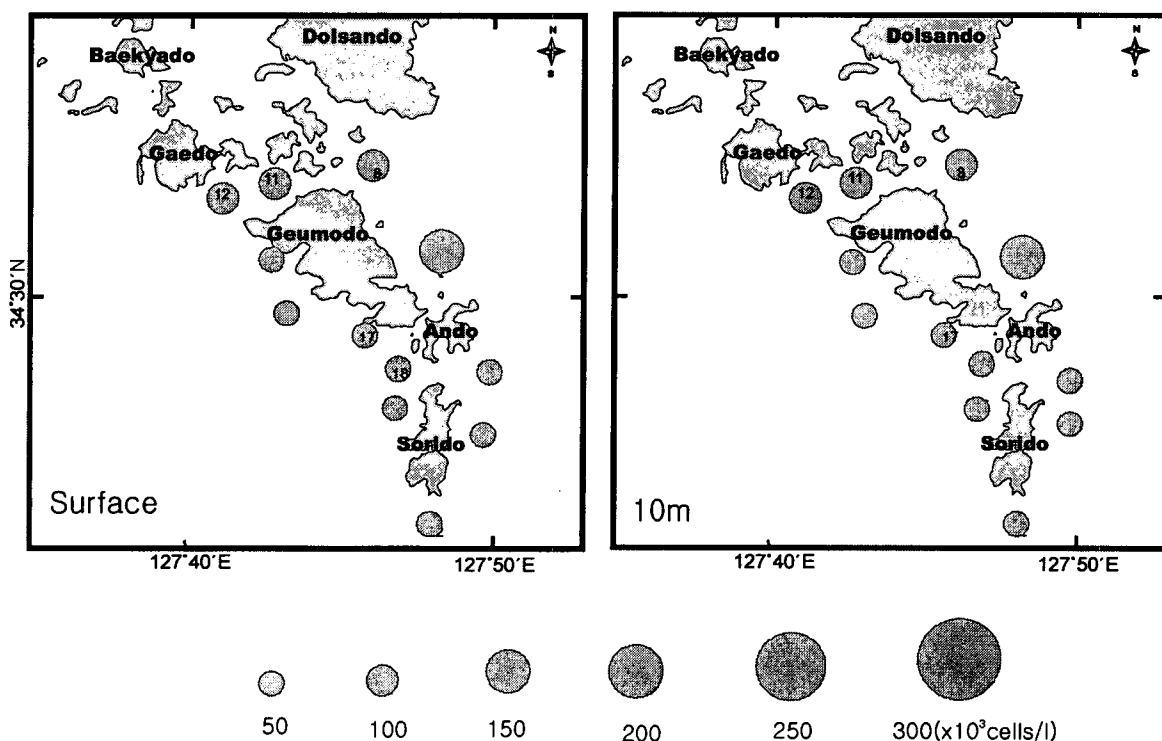 Dolsando
Baekyado
N
S
Gaedo
8
11
12
Geumodo
34°30'N
Ando
17
18
Sorido
Surface
127°40'E
127°50'E
Dolsando
Baekyado
N
S
Gaedo
8
11
12
Geumodo
Ando
17
Sorido
10m
127°40'E
127°50'E
50
100
150
200
250
300(x10³cells/l)